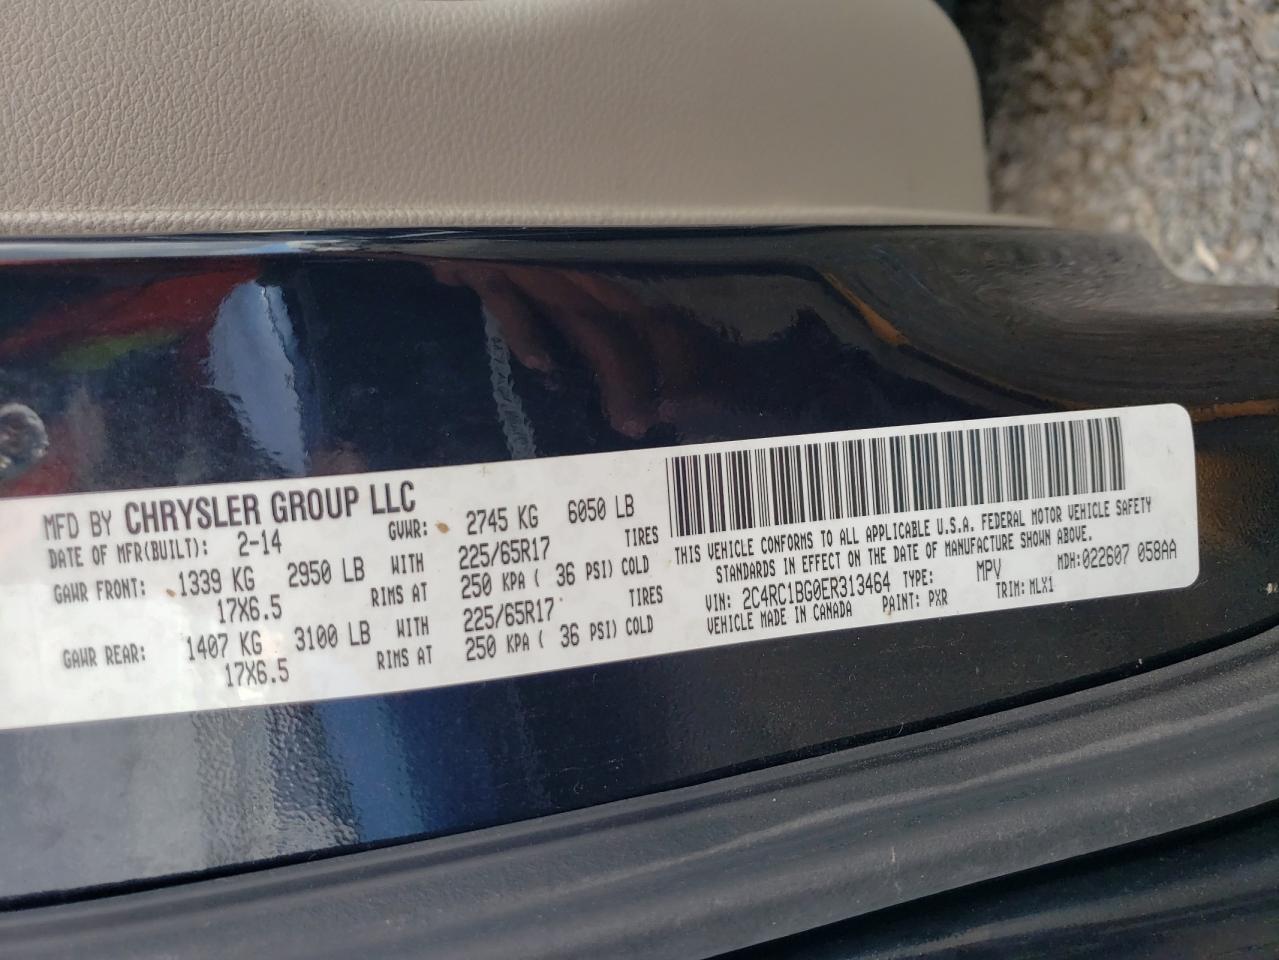 MFD BY CHRYSLER GROUP LLC
DATE OF MFR(BUILT): 2-14 GVWR: 2745 KG 6050 LB
GAWR FRONT: 1339 KG 2950 LB WITH 225/65R17 TIRES
17X6.5 RIMS AT 250 KPA ( 36 PSI) COLD
GAWR REAR: 1407 KG 3100 LB WITH 225/65R17 TIRES
17X6.5 RIMS AT 250 KPA ( 36 PSI) COLD
THIS VEHICLE CONFORMS TO ALL APPLICABLE U.S.A. FEDERAL MOTOR VEHICLE SAFETY
STANDARDS IN EFFECT ON THE DATE OF MANUFACTURE SHOWN ABOVE.
MDH:022607 058AA
VIN: 2C4RC1BG0ER313464 TYPE: MPV
VEHICLE MADE IN CANADA PAINT: PXR TRIM: MLX1